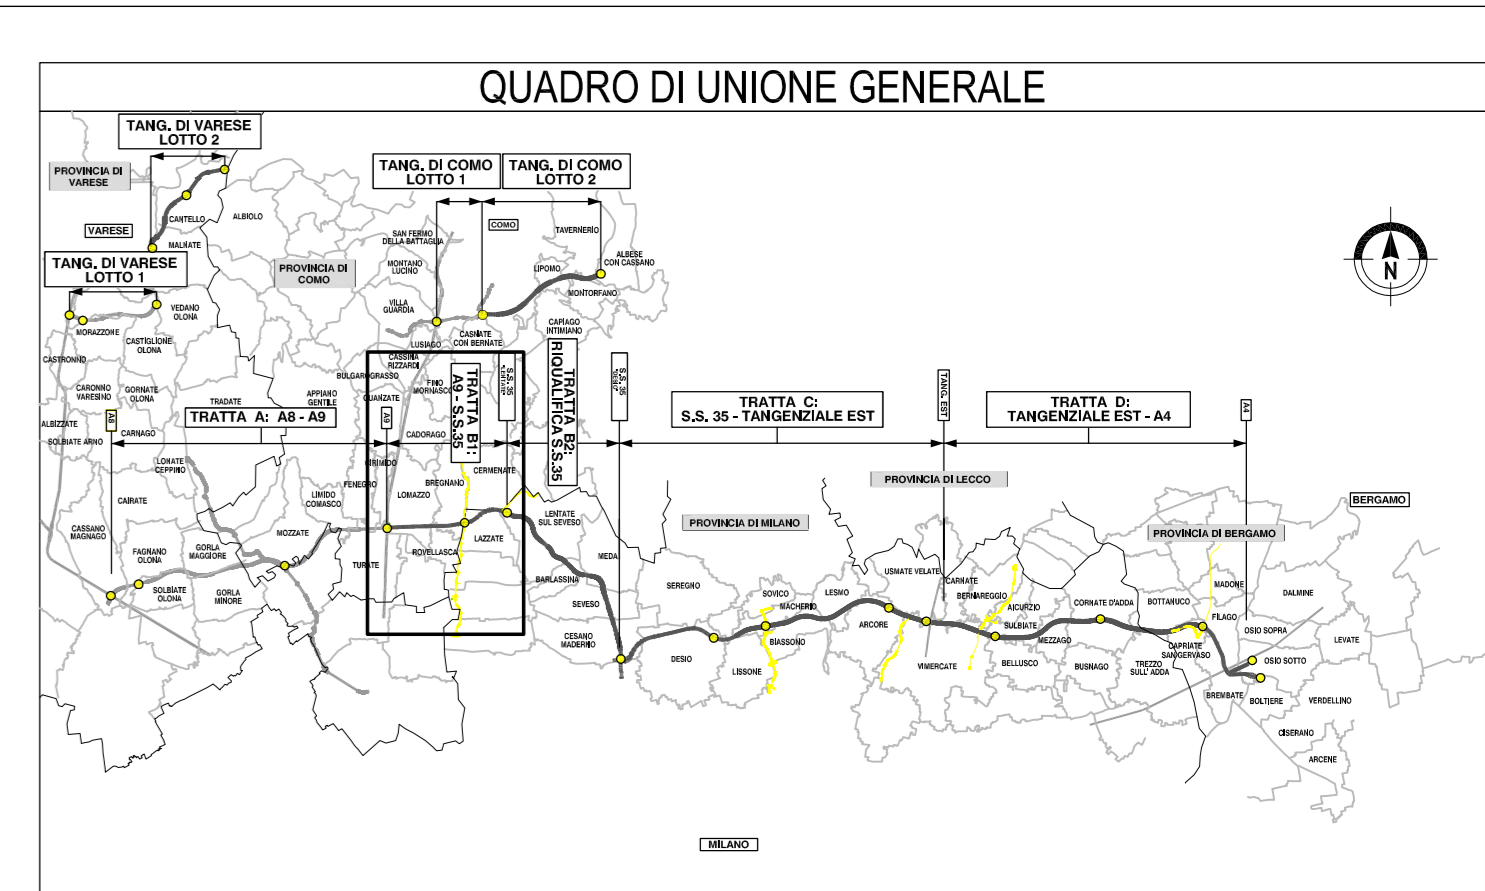 QUADRO DI UNIONE GENERALE
TANG. DI VARESE
LOTTO 2
PROVINCIA DI
VARESE
TANG. DI COMO
LOTTO 1
TANG. DI COMO
LOTTO 2
CANTELLO
ALBIOLO
VARESE
MALNATE
COMO
TAVERNERIO
SAN FERMO
DELLA BATTAGLIA
ALBESE
CON CASSANO
TANG. DI VARESE
LOTTO 1
PROVINCIA DI
COMO
MONTANO
LUCINO
LIPOMO
MONTORFANO
N
VEDANO
OLONA
VILLA
GUARDIA
MORAZZONE
CASTIGLIONE
OLONA
LUSIAGO
CASNATE
CON BERNATE
CAPIAGO
INTIMIANO
CASTRONNO
CASSINA
RIZZARDI
BULGAROGRASSO
FINO
MORNASCO
CARONNO
VARESINO
GORNATE
OLONA
APPIANO
GENTILE
GUANZATE
TRADATE
TRATTA B1:
A9 - S.S.35
S.S. 35
TRATTA B2:
RIQUALIFICA S.S.35
S.S. 35
TANG. EST
A4
A8
TRATTA A: A8 - A9
A9
TRATTA C:
S.S. 35 - TANGENZIALE EST
TRATTA D:
TANGENZIALE EST - A4
ALBIZZATE
SOLBIATE ARNO
CARNAGO
CADORAGO
LONATE
CEPPINO
CIRIMIDO
FENEGRO
CERMENATE
BREGNANO
CAIRATE
LIMIDO
COMASCO
LOMAZZO
PROVINCIA DI LECCO
BERGAMO
CASSANO
MAGNAGO
MOZZATE
LENTATE
SUL SEVESO
PROVINCIA DI MILANO
PROVINCIA DI BERGAMO
FAGNANO
OLONA
GORLA
MAGGIORE
ROVELLASCA
LAZZATE
MEDA
TURATE
SOLBIATE
OLONA
GORLA
MINORE
BARLASSINA
SEREGNO
USMATE VELATE
CARNATE
MADONE
DALMINE
SEVESO
SOVICO
MACHERIO
LESMO
BERNAREGGIO
AICURZIO
CORNATE D'ADDA
BOTTANUCO
FILAGO
CESANO
MADERNO
BIASSONO
ARCORE
SULBIATE
MEZZAGO
CAPRIATE
SANGERVASO
OSIO SOPRA
LEVATE
DESIO
LISSONE
VIMERCATE
BELLUSCO
BUSNAGO
TREZZO
SULL' ADDA
OSIO SOTTO
BREMBATE
BOLTIERE
VERDELLINO
CISERANO
ARCENE
MILANO